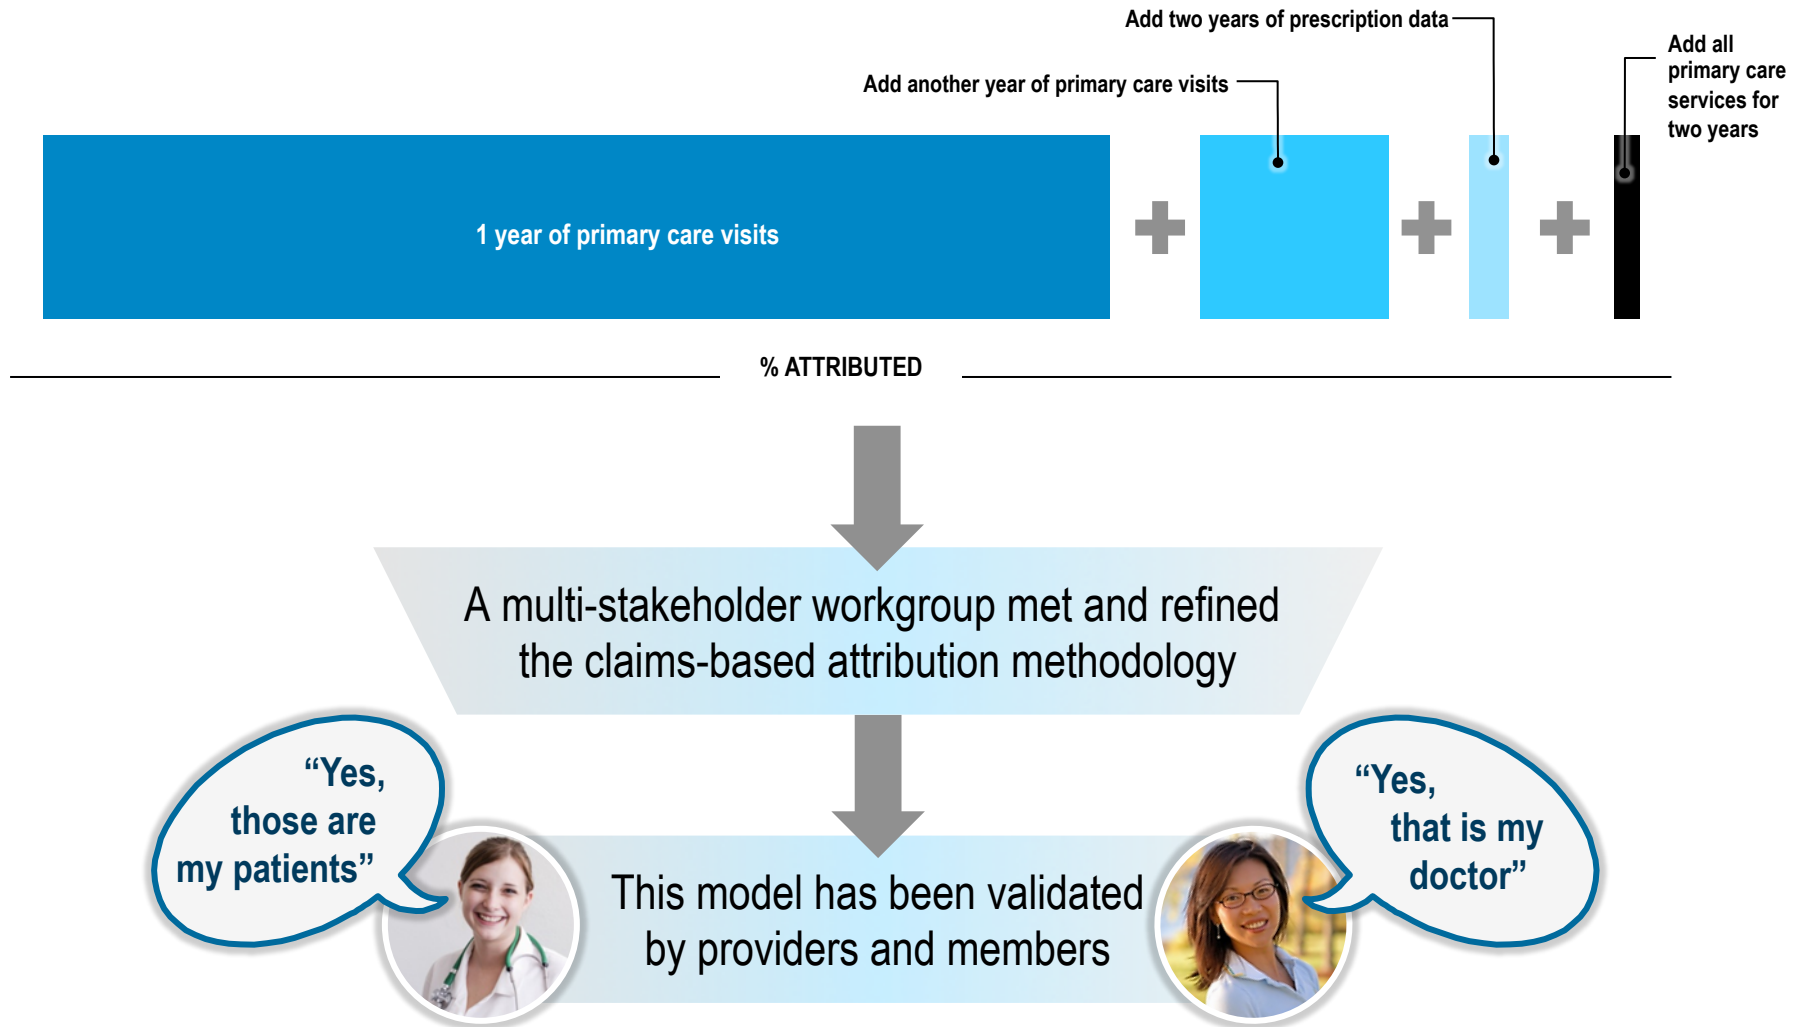 Add two years of prescription data
Add another year of primary care visits
Add all
primary care
services for
two years
1 year of primary care visits
% ATTRIBUTED
A multi-stakeholder workgroup met and refined
the claims-based attribution methodology
“Yes,
those are
my patients”
“Yes,
that is my
doctor”
This model has been validated
by providers and members